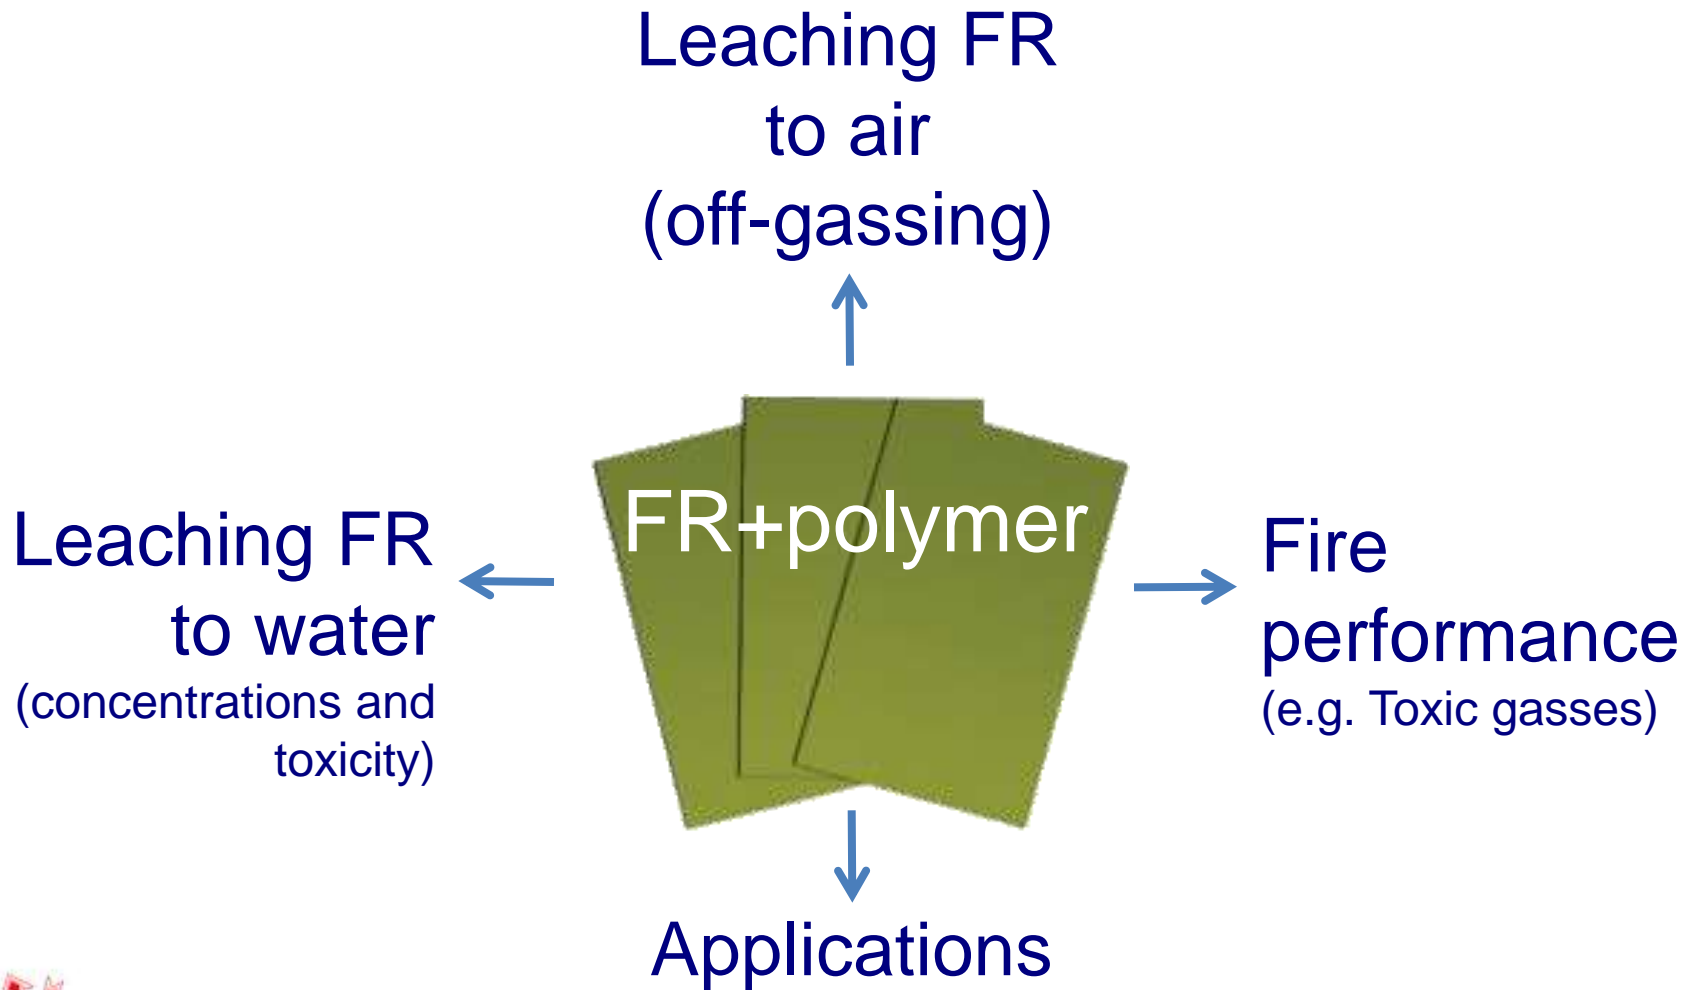 Leaching FR
to air
(off-gassing)
FR+polymer
Leaching FR
to water
(concentrations and
toxicity)
Fire
performance
(e.g. Toxic gasses)
Applications